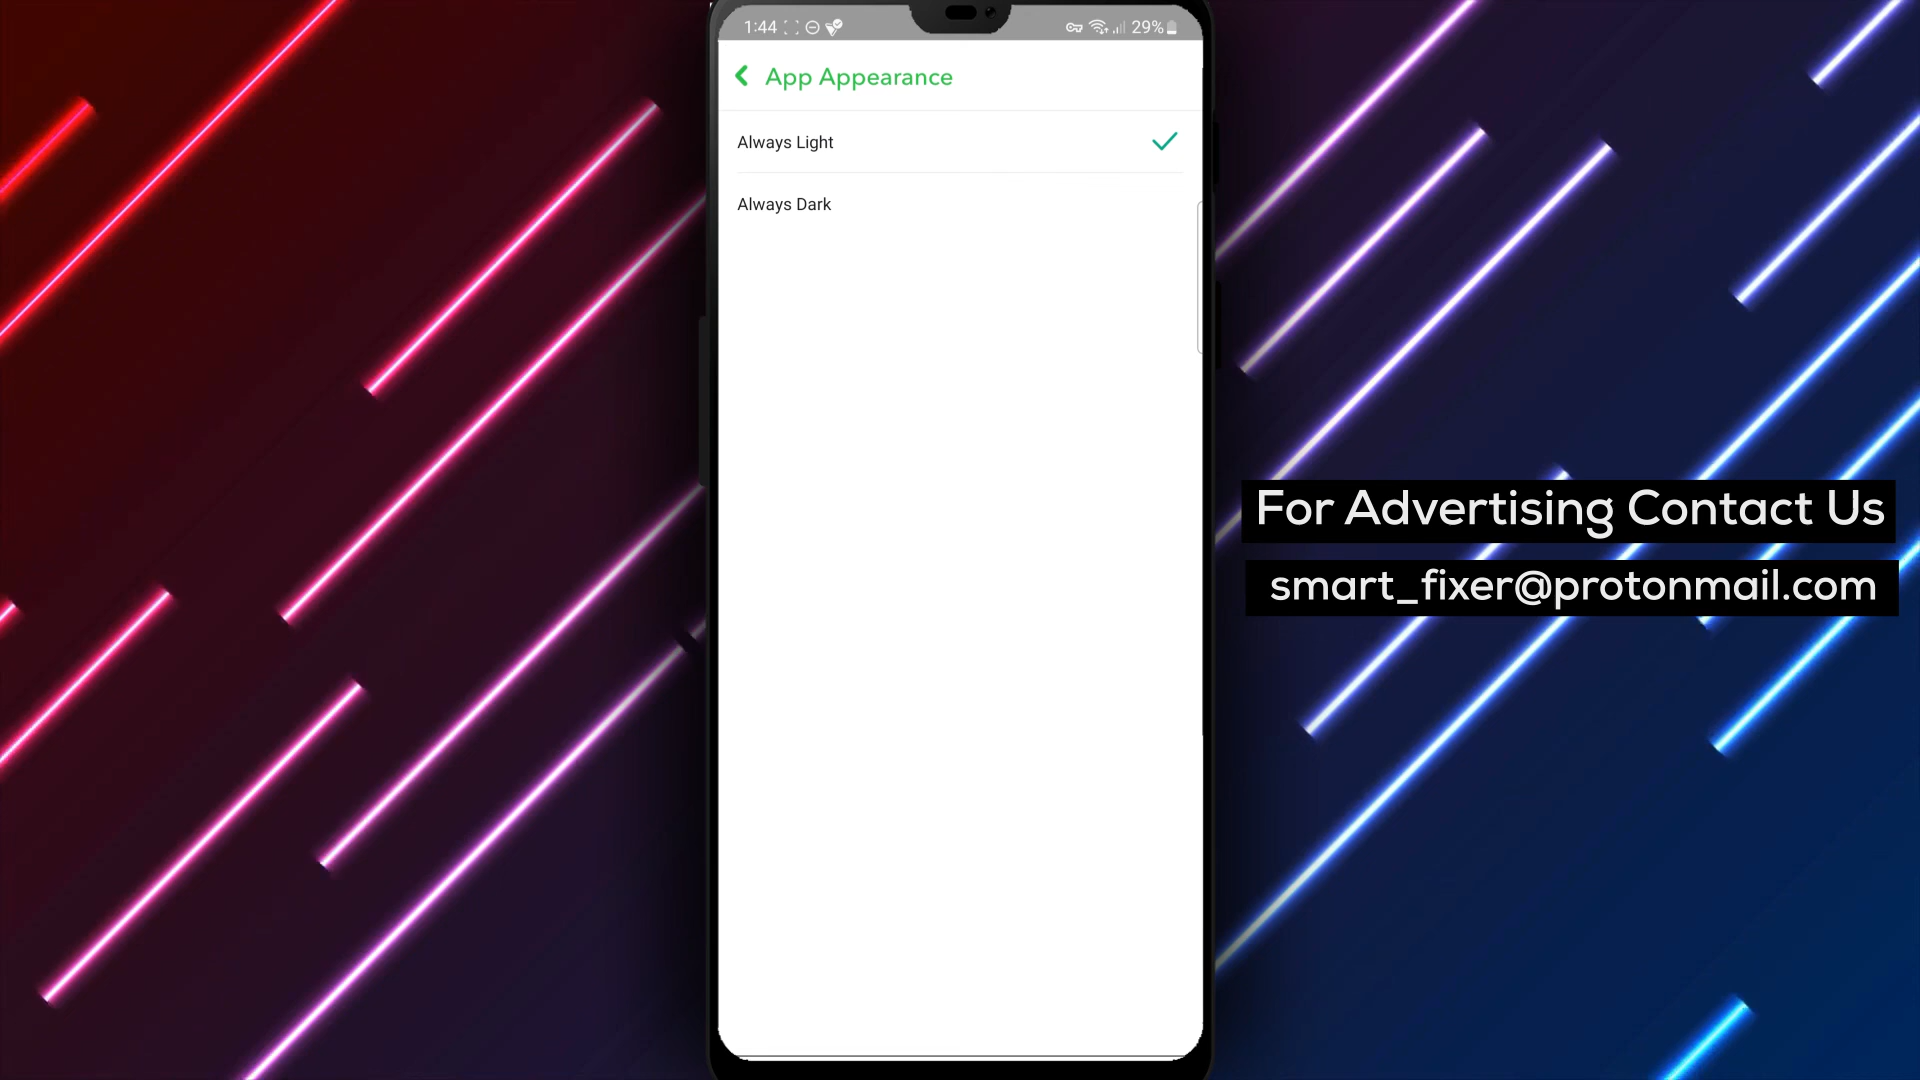 1:44 29%
App Appearance
Always Light
Always Dark
For Advertising Contact Us
smart_fixer@protonmail.com